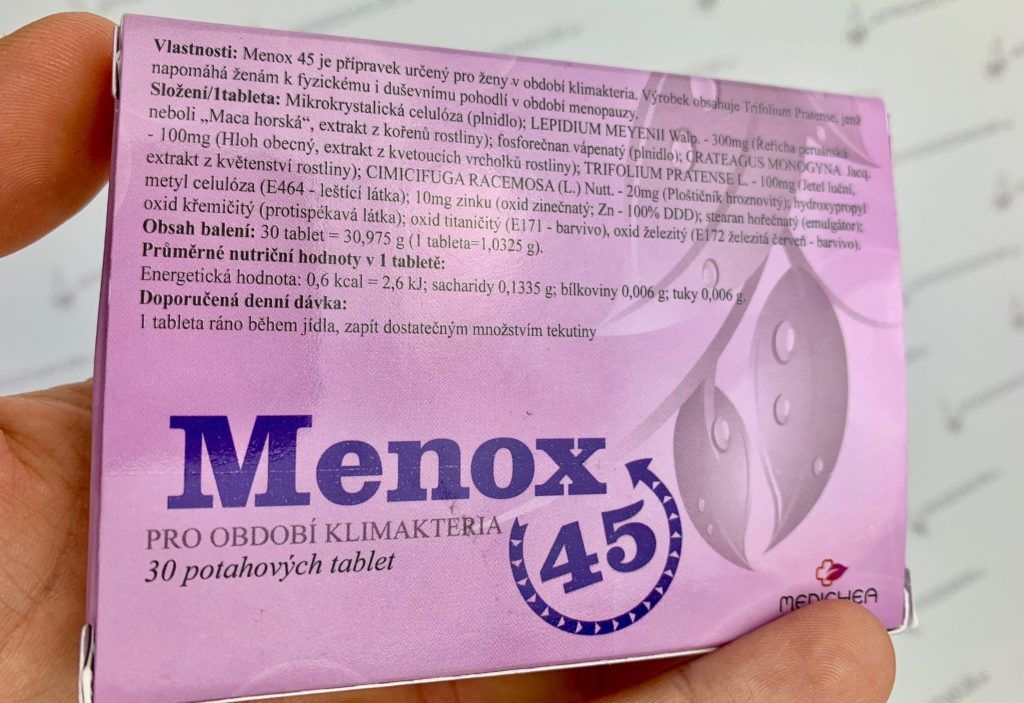 Vlastnosti: Menox 45 je přípravek určený pro ženy v období klimakteria. Výrobek obsahuje Trifolium Pratense, jenž
napomáhá ženám k fyzickému i duševnímu pohodlí v období menopauzy.
Složení/1tableta: Mikrokrystalická celulóza (plnidlo); LEPIDIUM MEYENII Walp. - 300mg (Řeřicha peruánská
neboli „Maca horská“, extrakt z kořenů rostliny); fosforečnan vápenatý (plnidlo); CRATEAGUS MONOGYNA Jacq.
- 100mg (Hloh obecný, extrakt z kvetoucích vrcholků rostliny); TRIFOLIUM PRATENSE L. - 100mg (Jetel luční,
extrakt z květenství rostliny); CIMICIFUGA RACEMOSA (L.) Nutt. - 20mg (Ploštičník hroznovitý); hydroxypropyl
metyl celulóza (E464 - leštící látka); 10mg zinku (oxid zinečnatý; Zn - 100% DDD); stearan hořečnatý (emulgátor);
oxid křemičitý (protispékavá látka); oxid titaničitý (E171 - barvivo), oxid železitý (E172 železitá červeň - barvivo).
Obsah balení: 30 tablet = 30,975 g (1 tableta=1,0325 g).
Průměrné nutriční hodnoty v 1 tabletě:
Energetická hodnota: 0,6 kcal = 2,6 kJ; sacharidy 0,1335 g; bílkoviny 0,006 g; tuky 0,006 g.
Doporučená denní dávka:
1 tableta ráno během jídla, zapít dostatečným množstvím tekutiny
Menox
45
PRO OBDOBÍ KLIMAKTERIA
30 potahových tablet
MEDICHEA